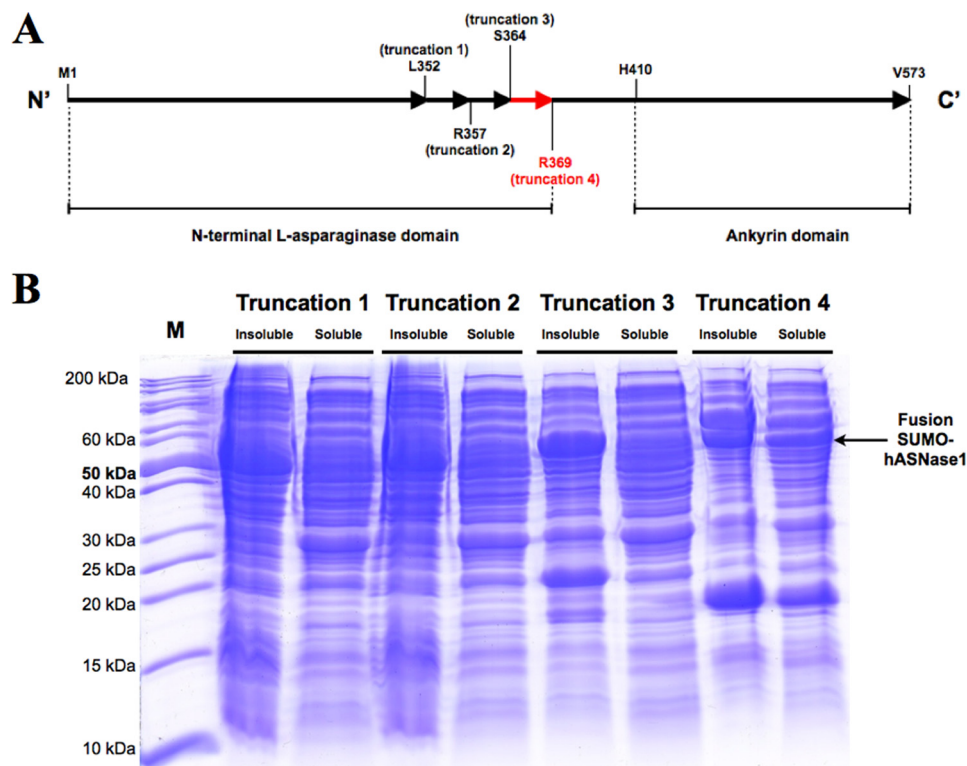 A
(truncation 3)
S364
(truncation 1)
L352
M1
H410
V573
N'
C'
R357
(truncation 2)
R369
(truncation 4)
N-terminal L-asparaginase domain
Ankyrin domain
B
Truncation 1 Truncation 2 Truncation 3 Truncation 4
M
Insoluble Soluble Insoluble Soluble Insoluble Soluble Insoluble Soluble
200 kDa
60 kDa
50 kDa
40 kDa
30 kDa
25 kDa
20 kDa
15 kDa
10 kDa
Fusion
SUMO-
hASNase1